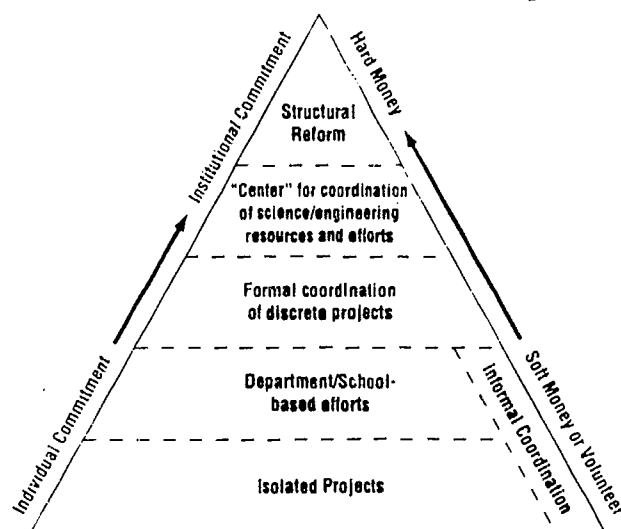 Institutional Commitment
Hard Money
Structural
Reform
"Center" for coordination
of science/engineering
resources and efforts
Formal coordination
of discrete projects
Individual Commitment
Soft Money or Volunteer
Department/School-
based efforts
Informal Coordination
Isolated Projects